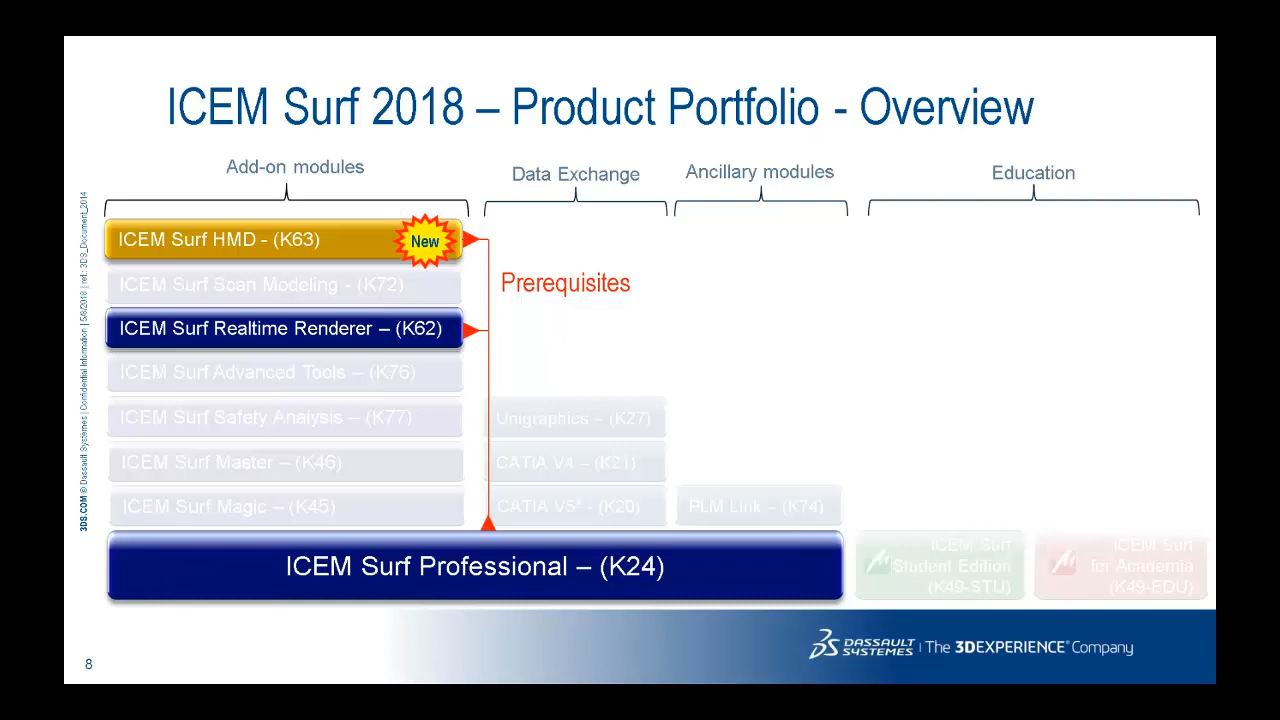 ICEM Surf 2018 – Product Portfolio - Overview
Add-on modules
Data Exchange
Ancillary modules
Education
ICEM Surf HMD - (K63)
New
Prerequisites
ICEM Surf Scan Modeling - (K72)
ICEM Surf Realtime Renderer – (K62)
ICEM Surf Advanced Tools – (K76)
ICEM Surf Safety Analysis – (K77)
Unigraphics – (K27)
ICEM Surf Master – (K46)
CATIA V4 – (K21)
ICEM Surf Magic – (K45)
CATIA V5* - (K20)
PLM Link – (K74)
ICEM Surf Professional – (K24)
ICEM Surf
Student Edition
(K49-STU)
ICEM Surf
for Academia
(K49-EDU)
3DS.COM © Dassault Systèmes | Confidential Information | 5/8/2018 | ref.: 3DS_Document_2014
8
DASSAULT
SYSTEMES
The 3DEXPERIENCE® Company